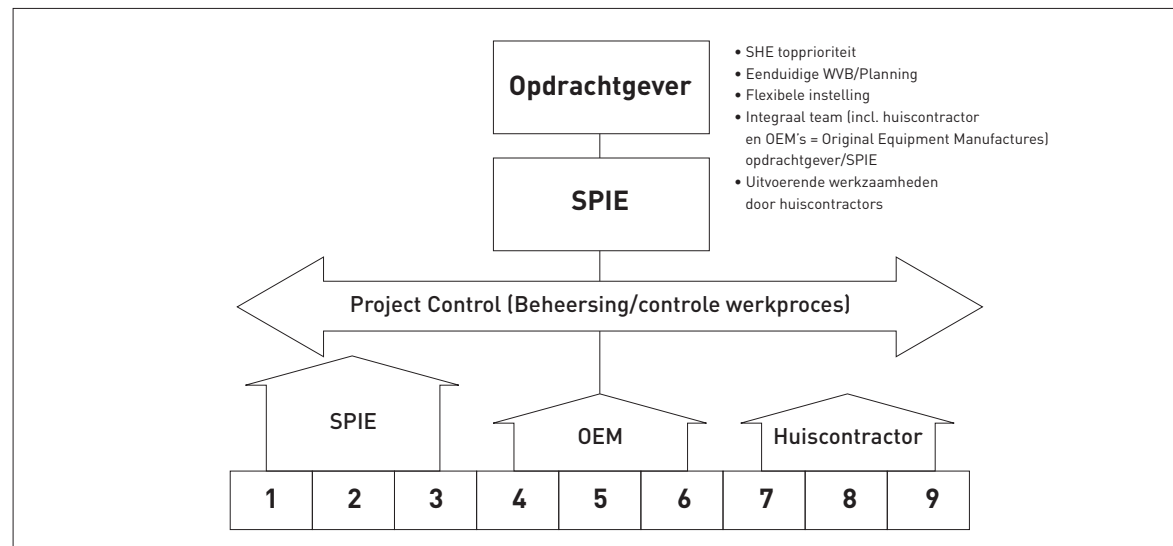 Opdrachtgever
• SHE topprioriteit
• Eenduidige WVB/Planning
• Flexibele instelling
• Integraal team (incl. huiscontractor
en OEM's = Original Equipment Manufactures)
opdrachtgever/SPIE
• Uitvoerende werkzaamheden
door huiscontractors
SPIE
Project Control (Beheersing/controle werkproces)
SPIE
OEM
Huiscontractor
1 2 3 4 5 6 7 8 9